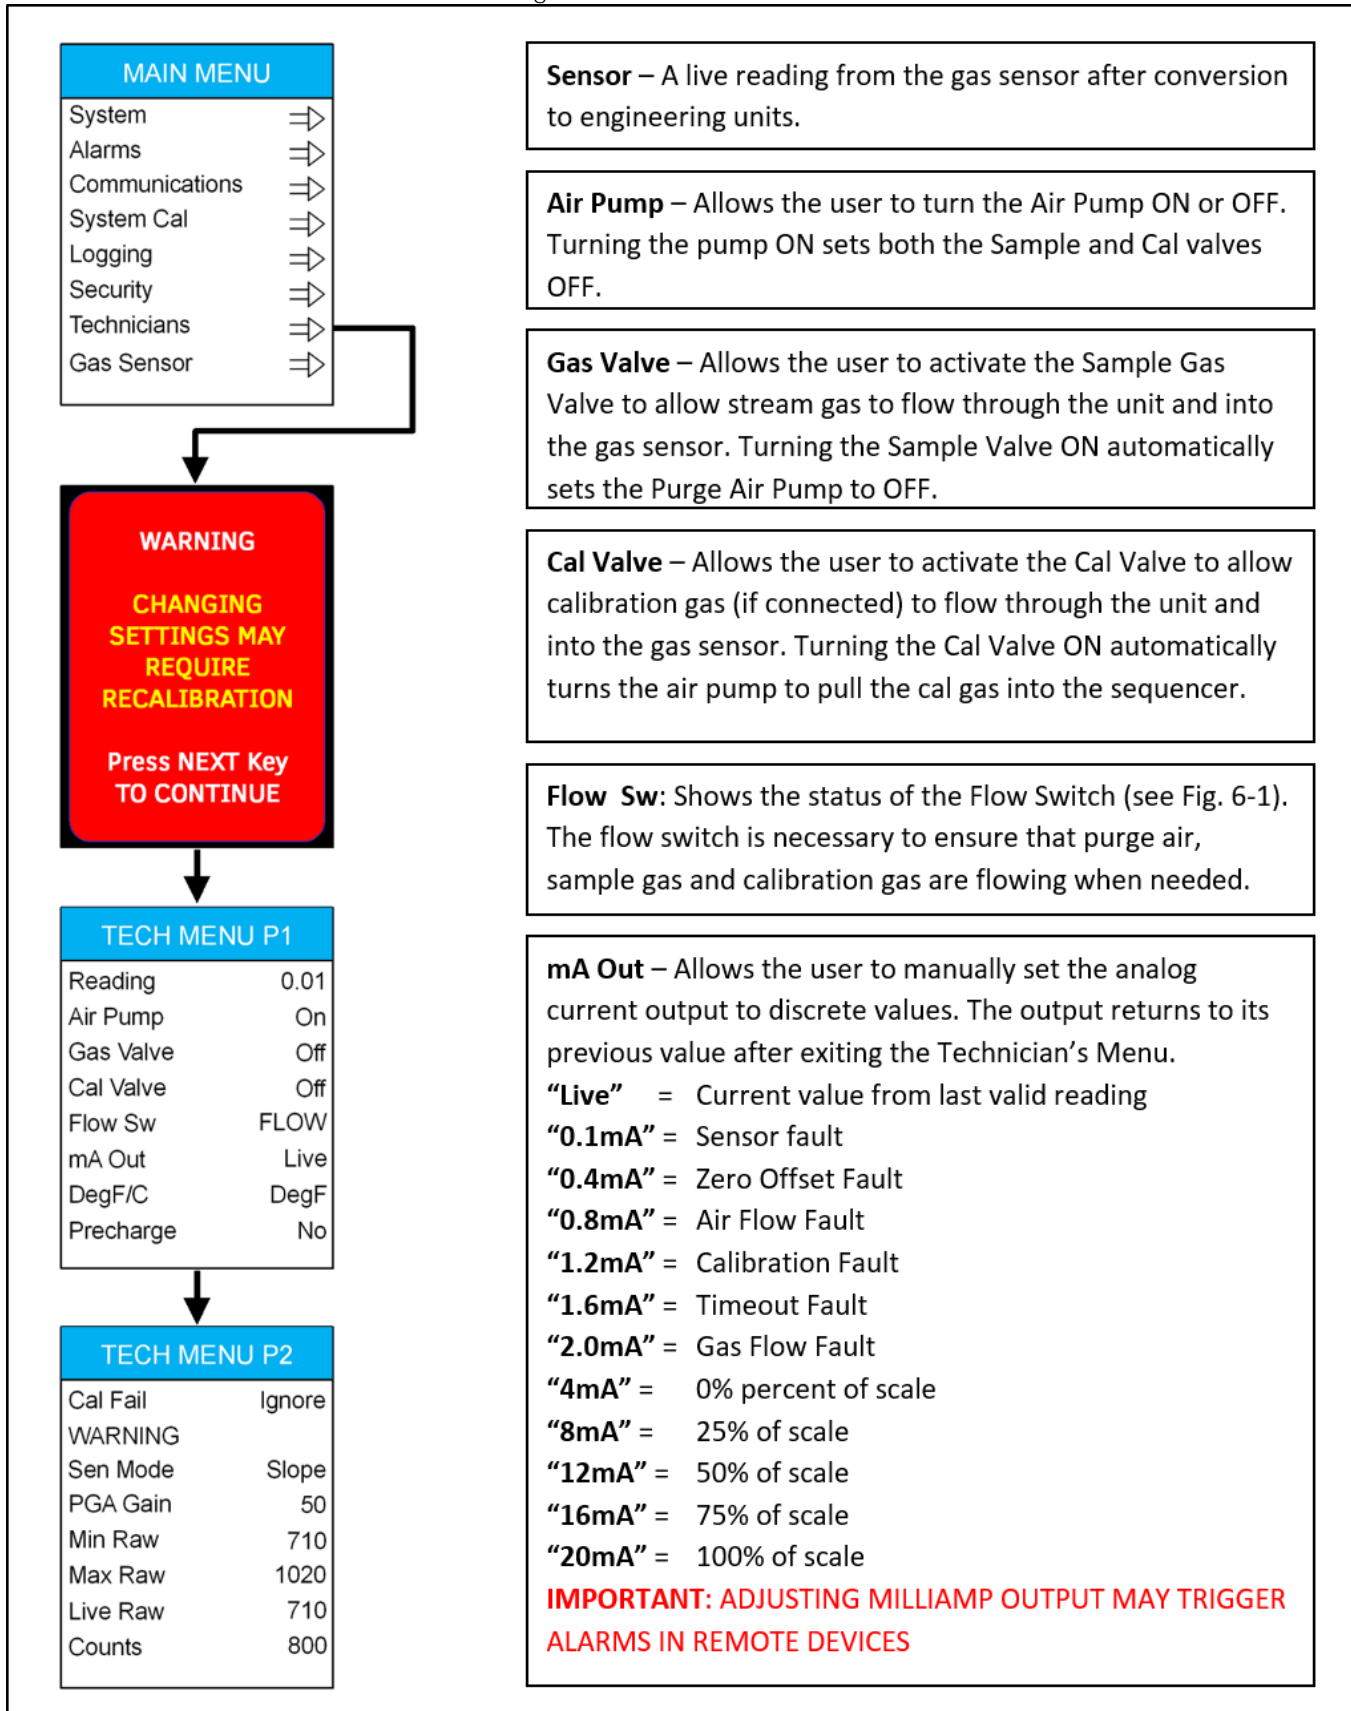 MAIN MENU
System
Alarms
Communications
System Cal
Logging
Security
Technicians
Gas Sensor
WARNING
CHANGING
SETTINGS MAY
REQUIRE
RECALIBRATION
Press NEXT Key
TO CONTINUE
TECH MENU P1
Reading 0.01
Air Pump On
Gas Valve Off
Cal Valve Off
Flow Sw FLOW
mA Out Live
DegF/C DegF
Precharge No
TECH MENU P2
Cal Fail Ignore
WARNING
Sen Mode Slope
PGA Gain 50
Min Raw 710
Max Raw 1020
Live Raw 710
Counts 800
Sensor – A live reading from the gas sensor after conversion
to engineering units.
Air Pump – Allows the user to turn the Air Pump ON or OFF.
Turning the pump ON sets both the Sample and Cal valves
OFF.
Gas Valve – Allows the user to activate the Sample Gas
Valve to allow stream gas to flow through the unit and into
the gas sensor. Turning the Sample Valve ON automatically
sets the Purge Air Pump to OFF.
Cal Valve – Allows the user to activate the Cal Valve to allow
calibration gas (if connected) to flow through the unit and
into the gas sensor. Turning the Cal Valve ON automatically
turns the air pump to pull the cal gas into the sequencer.
Flow Sw: Shows the status of the Flow Switch (see Fig. 6-1).
The flow switch is necessary to ensure that purge air,
sample gas and calibration gas are flowing when needed.
mA Out – Allows the user to manually set the analog
current output to discrete values. The output returns to its
previous value after exiting the Technician’s Menu.
“Live” = Current value from last valid reading
“0.1mA” = Sensor fault
“0.4mA” = Zero Offset Fault
“0.8mA” = Air Flow Fault
“1.2mA” = Calibration Fault
“1.6mA” = Timeout Fault
“2.0mA” = Gas Flow Fault
“4mA” = 0% percent of scale
“8mA” = 25% of scale
“12mA” = 50% of scale
“16mA” = 75% of scale
“20mA” = 100% of scale
IMPORTANT: ADJUSTING MILLIAMP OUTPUT MAY TRIGGER
ALARMS IN REMOTE DEVICES